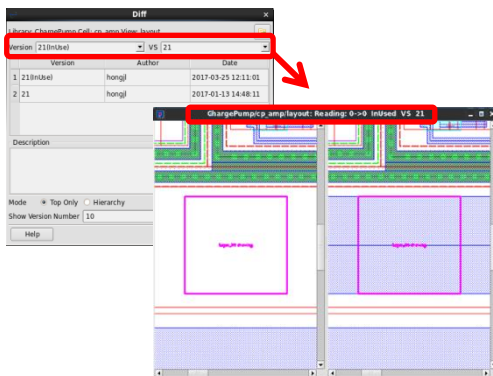 Diff
Library: ChargePump Cell: cp_amp View: layout
Version 21(InUse) VS 21
Version Author Date
1 21(InUse) hongjl 2017-03-25 12:11:01
2 21 hongjl 2017-01-13 14:48:11
ChargePump/cp_amp/layout: Reading: 0->0 InUsed VS 21
Description
Mode Top Only Hierarchy
Show Version Number 10
Help